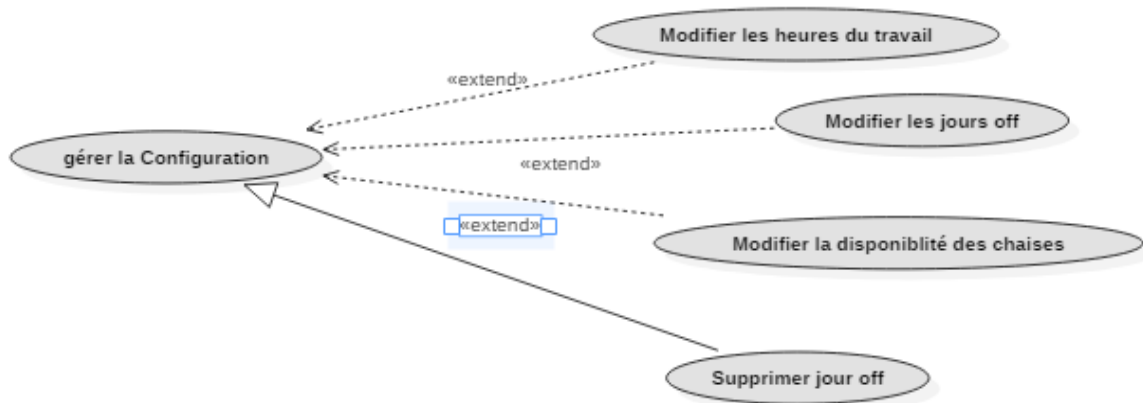 Modifier les heures du travail
«extend»
Modifier les jours off
gérer la Configuration
«extend»
«extend»
Modifier la disponiblité des chaises
Supprimer jour off